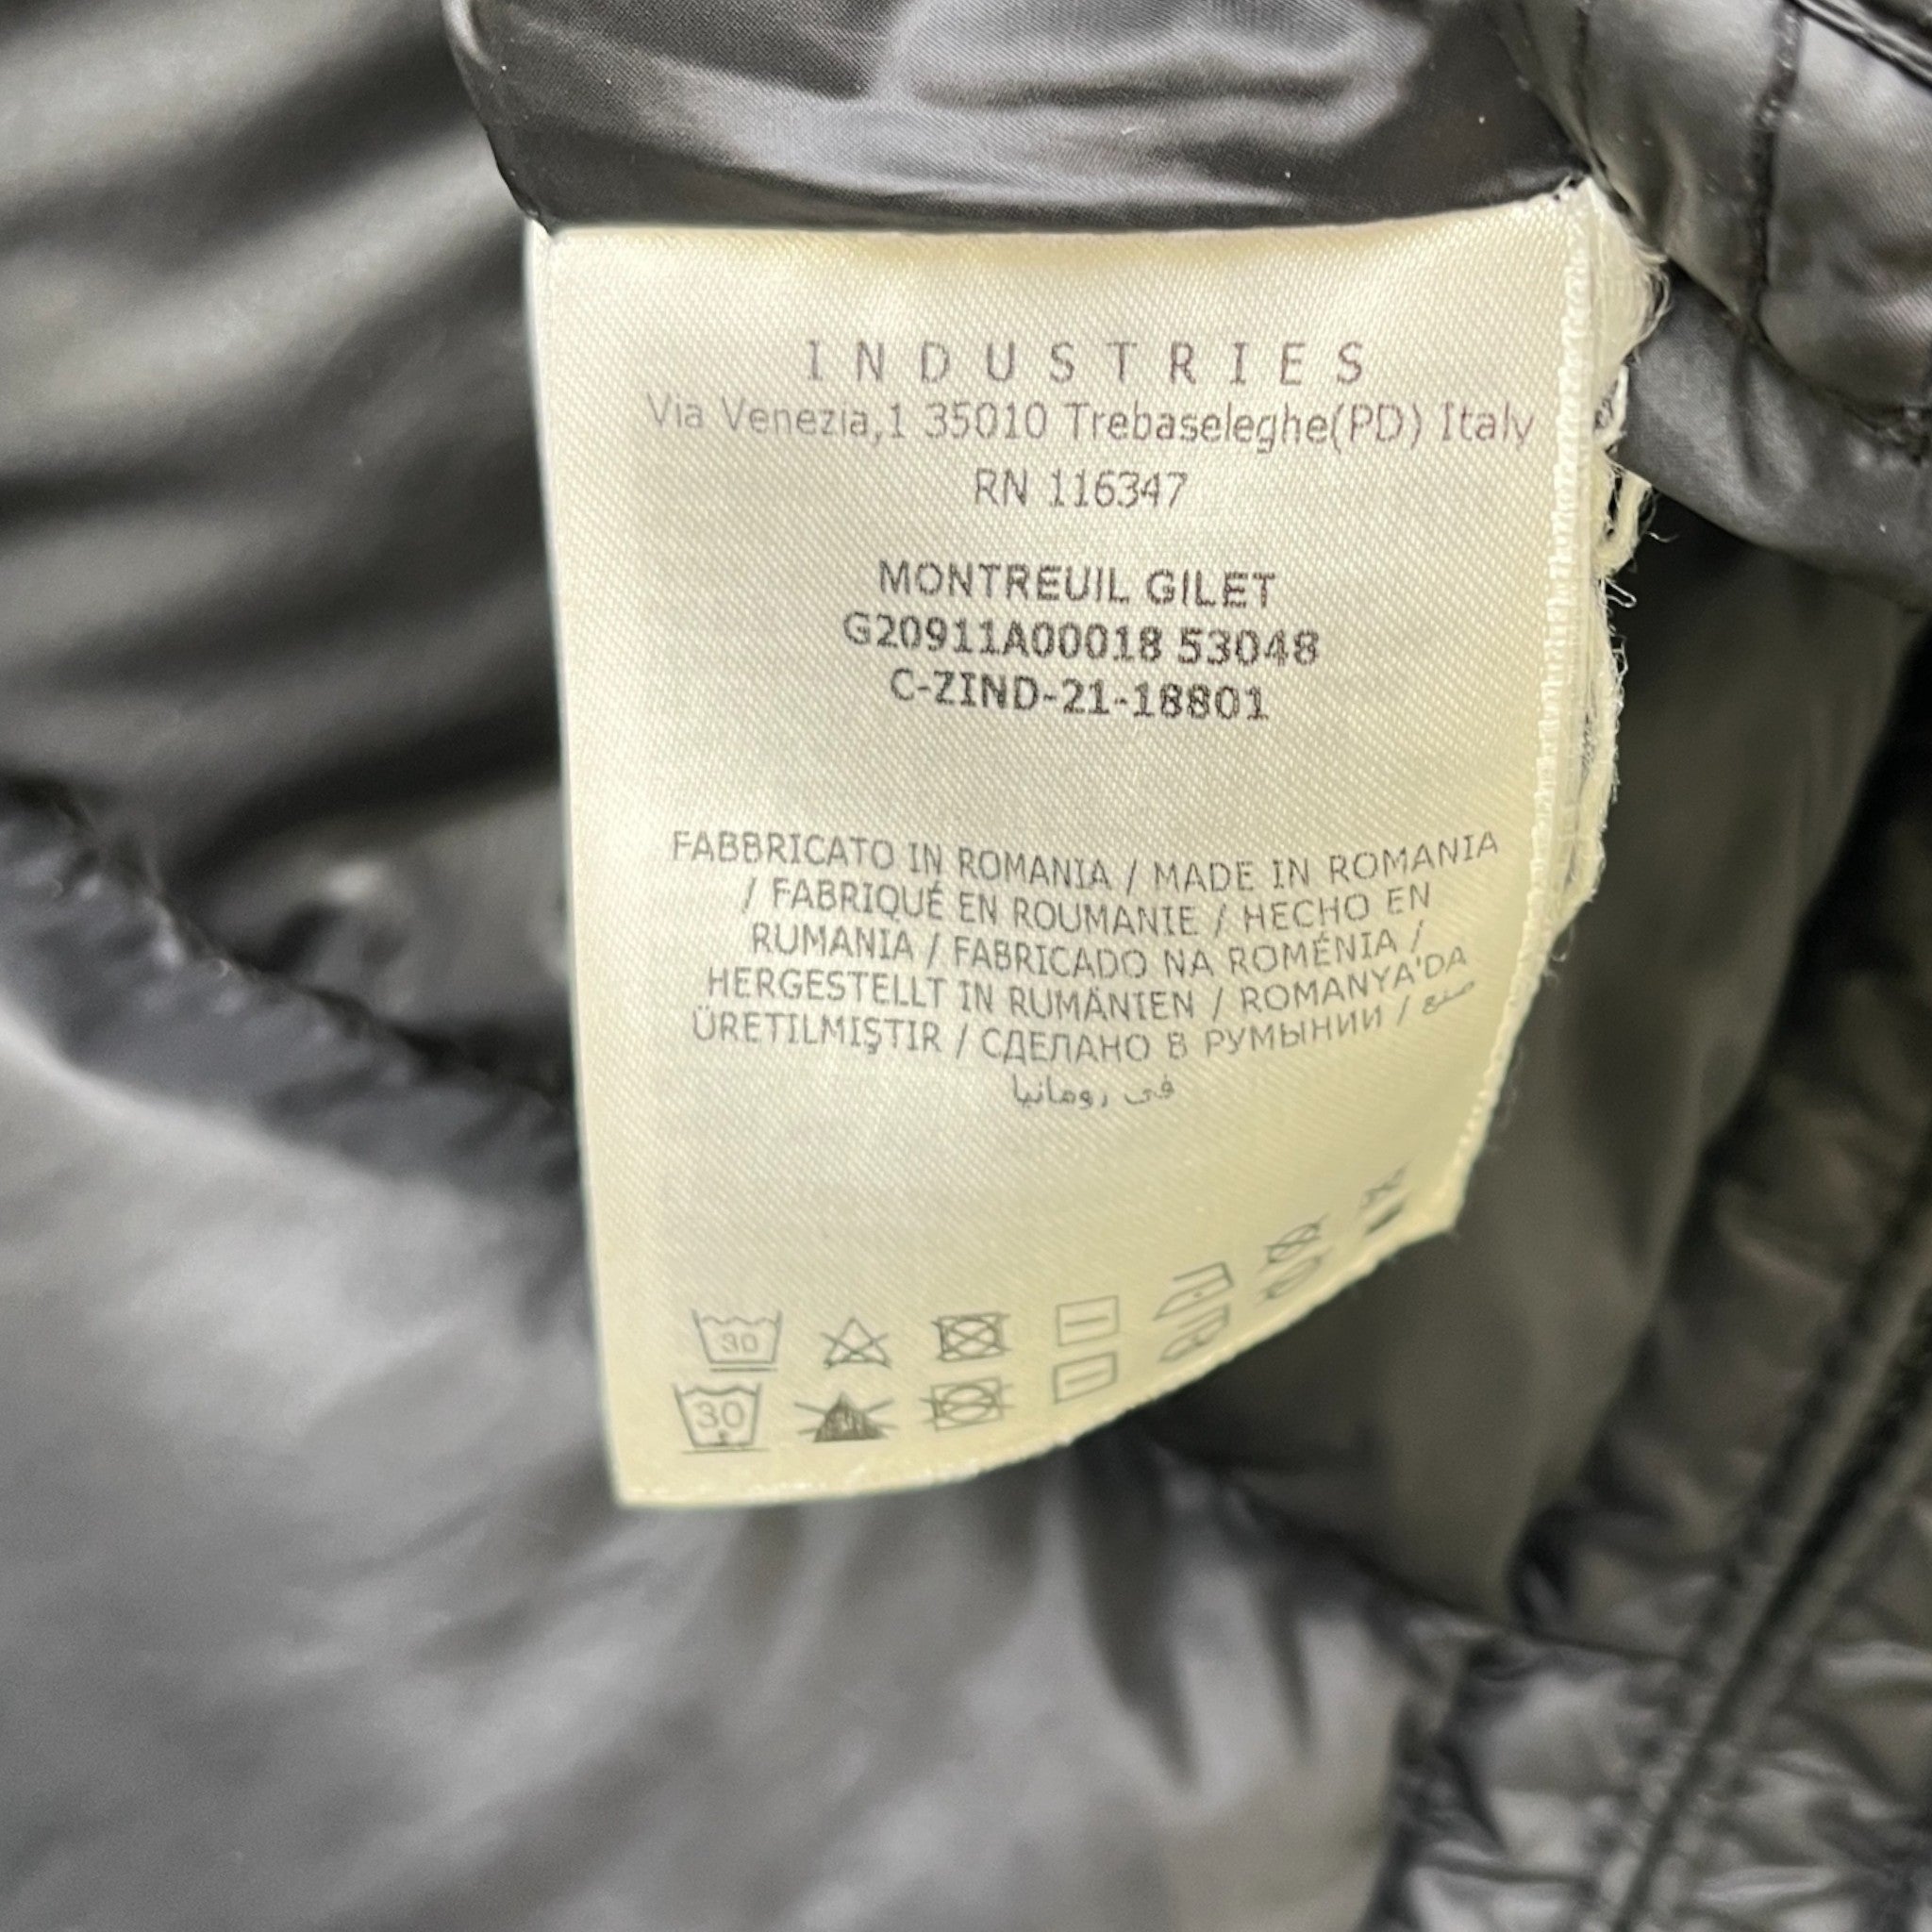 INDUSTRIES
Via Venezia,1 35010 Trebaseleghe(PD) Italy
RN 116347
MONTREUIL GILET
G20911A00018 53048
C-ZIND-21-18801
FABBRICATO IN ROMANIA / MADE IN ROMANIA
/ FABRIQUÉ EN ROUMANIE / HECHO EN
RUMANIA / FABRICADO NA ROMÉNIA /
HERGESTELLT IN RUMÄNIEN / ROMANYA'DA
ÜRETILMIŞTIR / СДЕЛАНО В РУМЫНИИ / صنع
في رومانيا
30
30